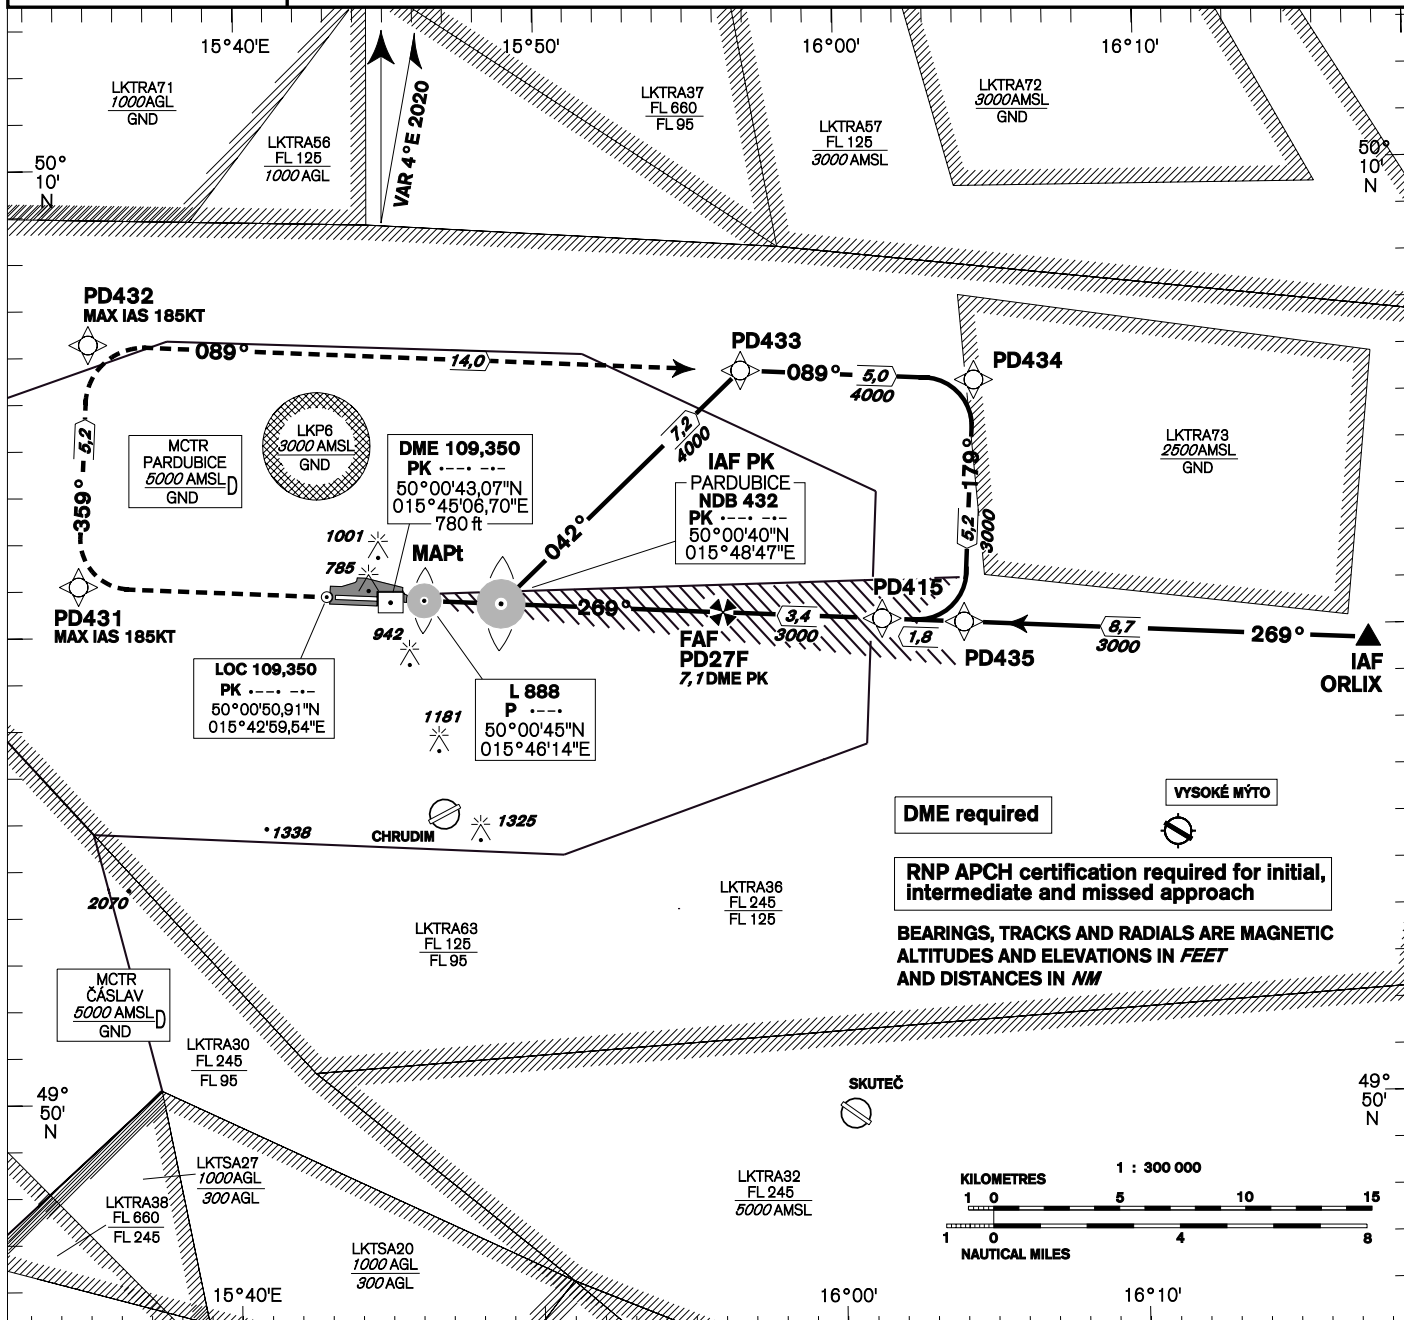 15°40'E
15°50'
16°00'
16°10'
LKTRA71
1000AGL
GND
LKTRA56
FL 125
1000 AGL
VAR 4°E 2020
LKTRA37
FL 660
FL 95
LKTRA57
FL 125
3000 AMSL
LKTRA72
3000AMSL
GND
50°
10'
N
50°
10'
N
PD432
MAX IAS 185KT
089°
14,0
PD433
089°
5,0
4000
PD434
5,2
359°
MCTR
PARDUBICE
5000 AMSL
GND
D
LKP6
3000 AMSL
GND
DME 109,350
PK ·--· -·-
50°00'43,07"N
015°45'06,70"E
780 ft
7,2
4000
042°
IAF PK
PARDUBICE
NDB 432
PK ·--· -·-
50°00'40"N
015°48'47"E
179°
5,2
3000
LKTRA73
2500AMSL
GND
1001
785
MAPt
PD431
MAX IAS 185KT
942
269°
FAF
PD27F
7,1 DME PK
3,4
3000
PD415
1,8
PD435
8,7
3000
269°
IAF
ORLIX
LOC 109,350
PK ·--· -·-
50°00'50,91"N
015°42'59,54"E
L 888
P ·--·
50°00'45"N
015°46'14"E
1181
1338
CHRUDIM
1325
2070
DME required
VYSOKÉ MÝTO
RNP APCH certification required for initial,
intermediate and missed approach
BEARINGS, TRACKS AND RADIALS ARE MAGNETIC
ALTITUDES AND ELEVATIONS IN FEET
AND DISTANCES IN NM
LKTRA36
FL 245
FL 125
LKTRA63
FL 125
FL 95
MCTR
ČÁSLAV
5000 AMSL
GND
D
LKTRA30
FL 245
FL 95
49°
50'
N
49°
50'
N
SKUTEČ
LKTSA27
1000AGL
300 AGL
LKTRA38
FL 660
FL 245
LKTSA20
1000 AGL
300 AGL
LKTRA32
FL 245
5000 AMSL
1 : 300 000
KILOMETRES
1 0 5 10 15
1 0 4 8
NAUTICAL MILES
15°40'E
16°00'
16°10'